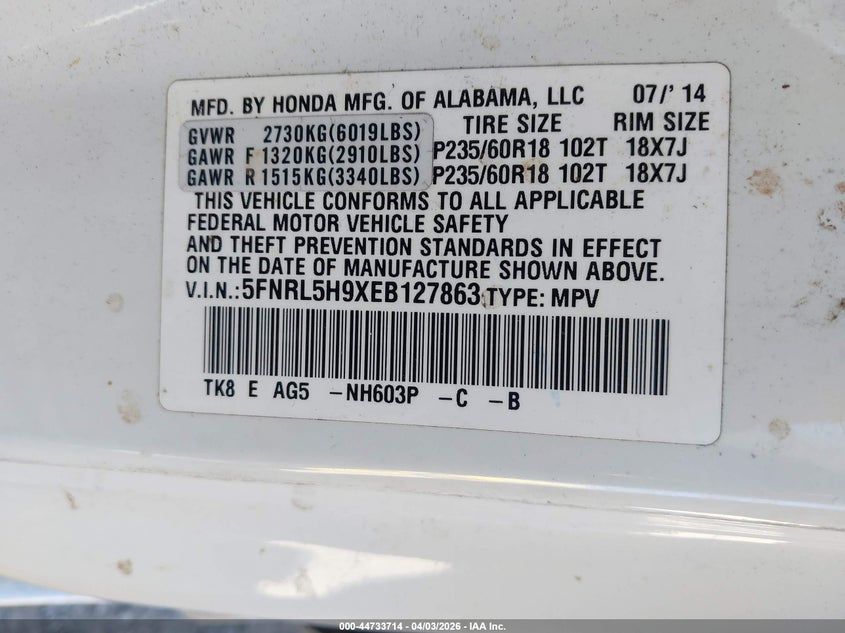 MFD. BY HONDA MFG. OF ALABAMA, LLC 07/'14
TIRE SIZE RIM SIZE
GVWR 2730KG(6019LBS)
GAWR F 1320KG(2910LBS) P235/60R18 102T 18X7J
GAWR R 1515KG(3340LBS) P235/60R18 102T 18X7J
THIS VEHICLE CONFORMS TO ALL APPLICABLE
FEDERAL MOTOR VEHICLE SAFETY
AND THEFT PREVENTION STANDARDS IN EFFECT
ON THE DATE OF MANUFACTURE SHOWN ABOVE.
V.I.N.: 5FNRL5H9XEB127863 TYPE: MPV
TK8 E AG5 -NH603P -C -B
000-44733714 - 04/03/2026 - IAA Inc.